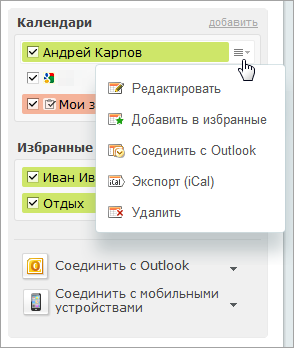 Календари добавить
Андрей Карпов
Мои з
Редактировать
Добавить в избранные
Соединить с Outlook
Экспорт (iCal)
Удалить
Избранные
Иван Ив
Отдых
Соединить с Outlook
Соединить с мобильными
устройствами